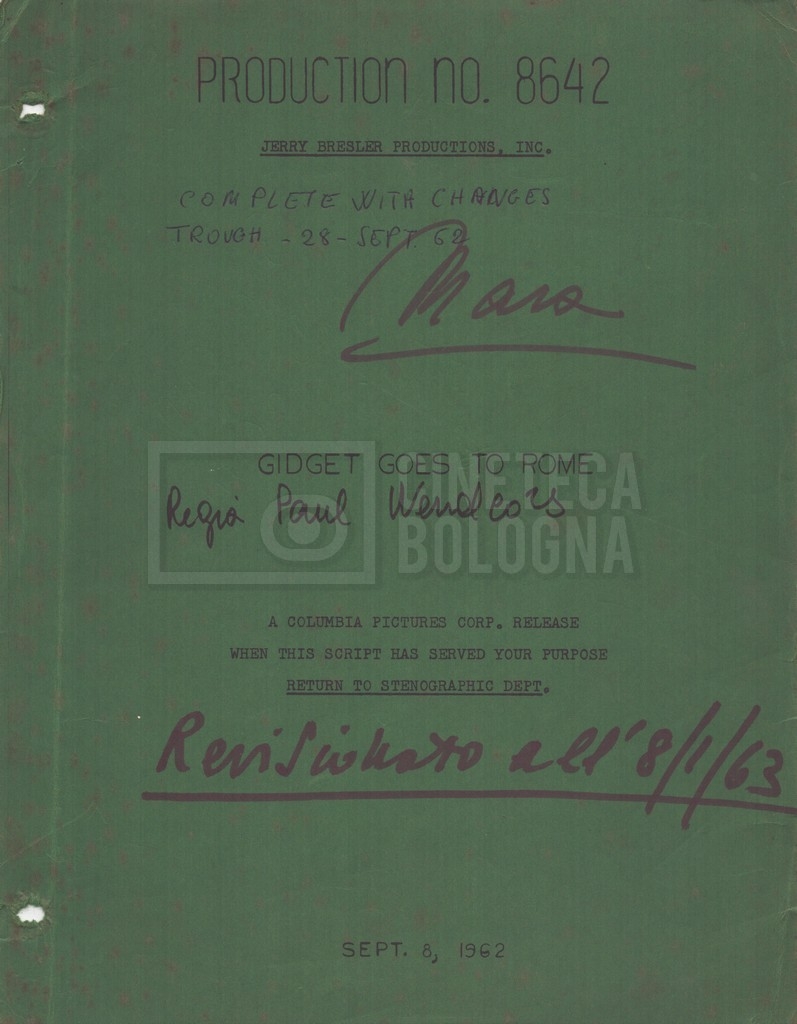 PRODUCTION NO. 8642
JERRY BRESLER PRODUCTIONS, INC.
COMPLETE WITH CHANGES
TROUGH - 28 - SEPT. 62
Mara
GIDGET GOES TO ROME
Regia Paul Wendcors
CINETECA
BOLOGNA
A COLUMBIA PICTURES CORP. RELEASE
WHEN THIS SCRIPT HAS SERVED YOUR PURPOSE
RETURN TO STENOGRAPHIC DEPT.
Revisionato all'8/1/63
SEPT. 8, 1962